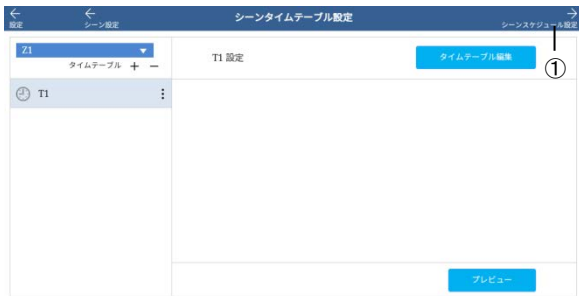 ← ← シーンタイムテーブル設定 →
設定 シーン設定 シーンスケジュール設定
Z1 ▼
タイムテーブル + −
T1 設定 タイムテーブル編集
①
T1
プレビュー